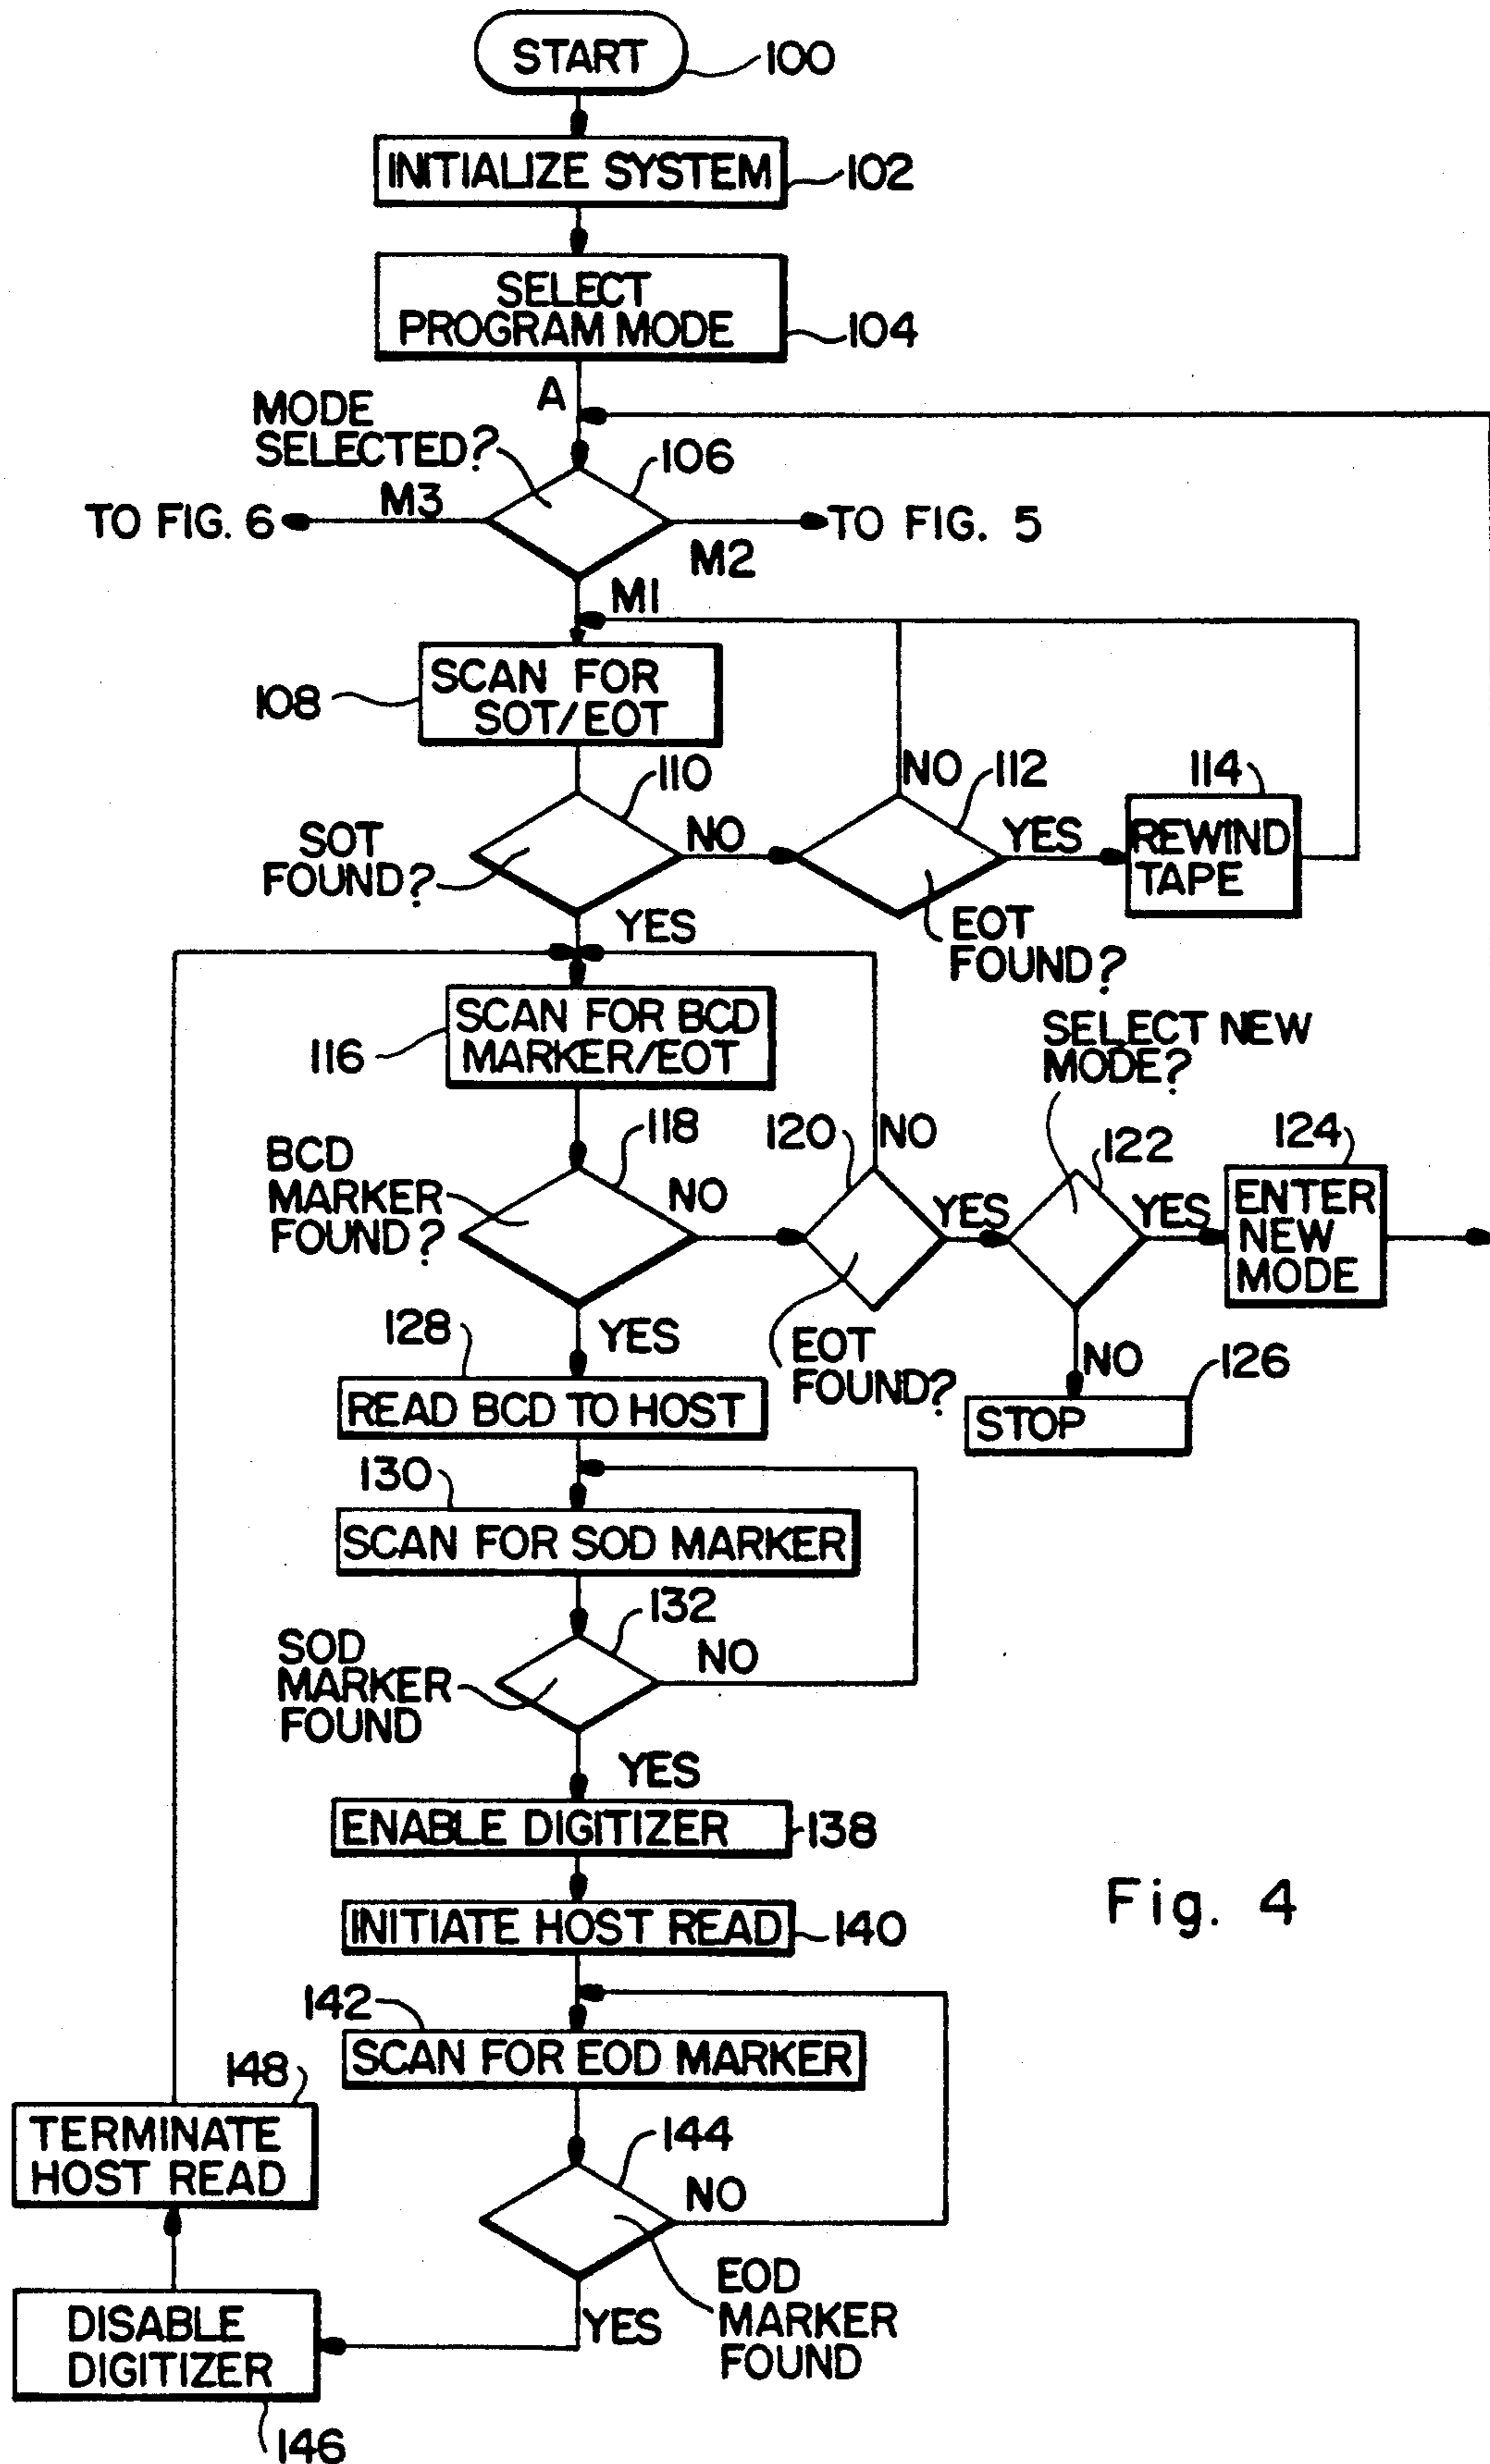 START
100
INITIALIZE SYSTEM
102
SELECT
PROGRAM MODE
104
A
MODE
SELECTED?
106
M3
TO FIG. 6
TO FIG. 5
M2
M1
SCAN FOR
SOT/EOT
108
110
NO
112
114
SOT
FOUND?
NO
YES
REWIND
TAPE
YES
EOT
FOUND?
SCAN FOR BCD
MARKER/EOT
116
SELECT NEW
MODE?
118
120
NO
122
124
BCD
MARKER
FOUND?
NO
YES
YES
ENTER
NEW
MODE
128
YES
EOT
FOUND?
NO
126
READ BCD TO HOST
STOP
130
SCAN FOR SOD MARKER
132
SOD
MARKER
FOUND
NO
YES
ENABLE DIGITIZER
138
INITIATE HOST READ
140
Fig. 4
142
SCAN FOR EOD MARKER
148
TERMINATE
HOST READ
144
NO
EOD
MARKER
FOUND
YES
DISABLE
DIGITIZER
146